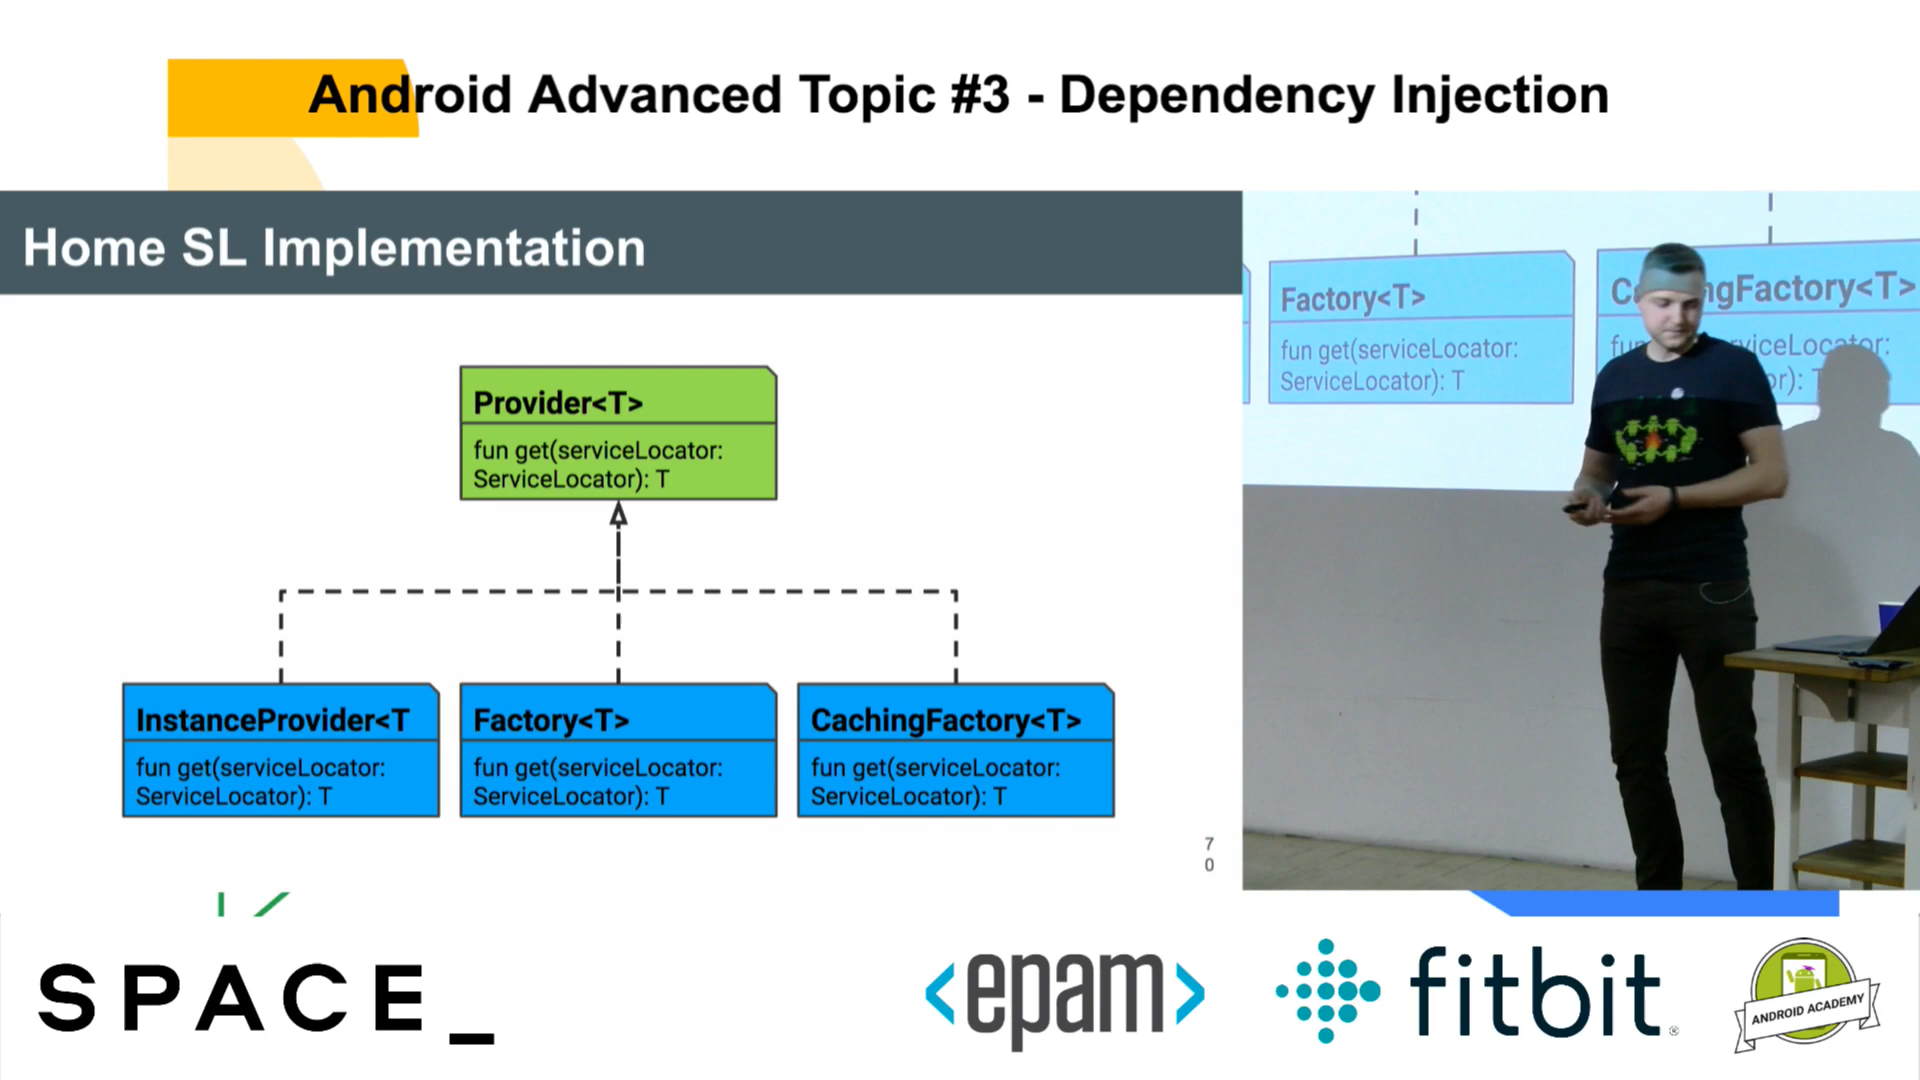 Android Advanced Topic #3 - Dependency Injection
Home SL Implementation
Provider<T>
fun get(serviceLocator:
ServiceLocator): T
InstanceProvider<T
fun get(serviceLocator:
ServiceLocator): T
Factory<T>
fun get(serviceLocator:
ServiceLocator): T
CachingFactory<T>
fun get(serviceLocator:
ServiceLocator): T
7
0
Factory<T>
fun get(serviceLocator:
ServiceLocator): T
SPACE_
<epam>
fitbit
ANDROID ACADEMY